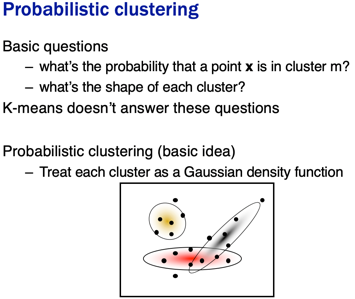 Probabilistic clustering
Basic questions
– what's the probability that a point x is in cluster m?
– what's the shape of each cluster?
K-means doesn't answer these questions
Probabilistic clustering (basic idea)
– Treat each cluster as a Gaussian density function